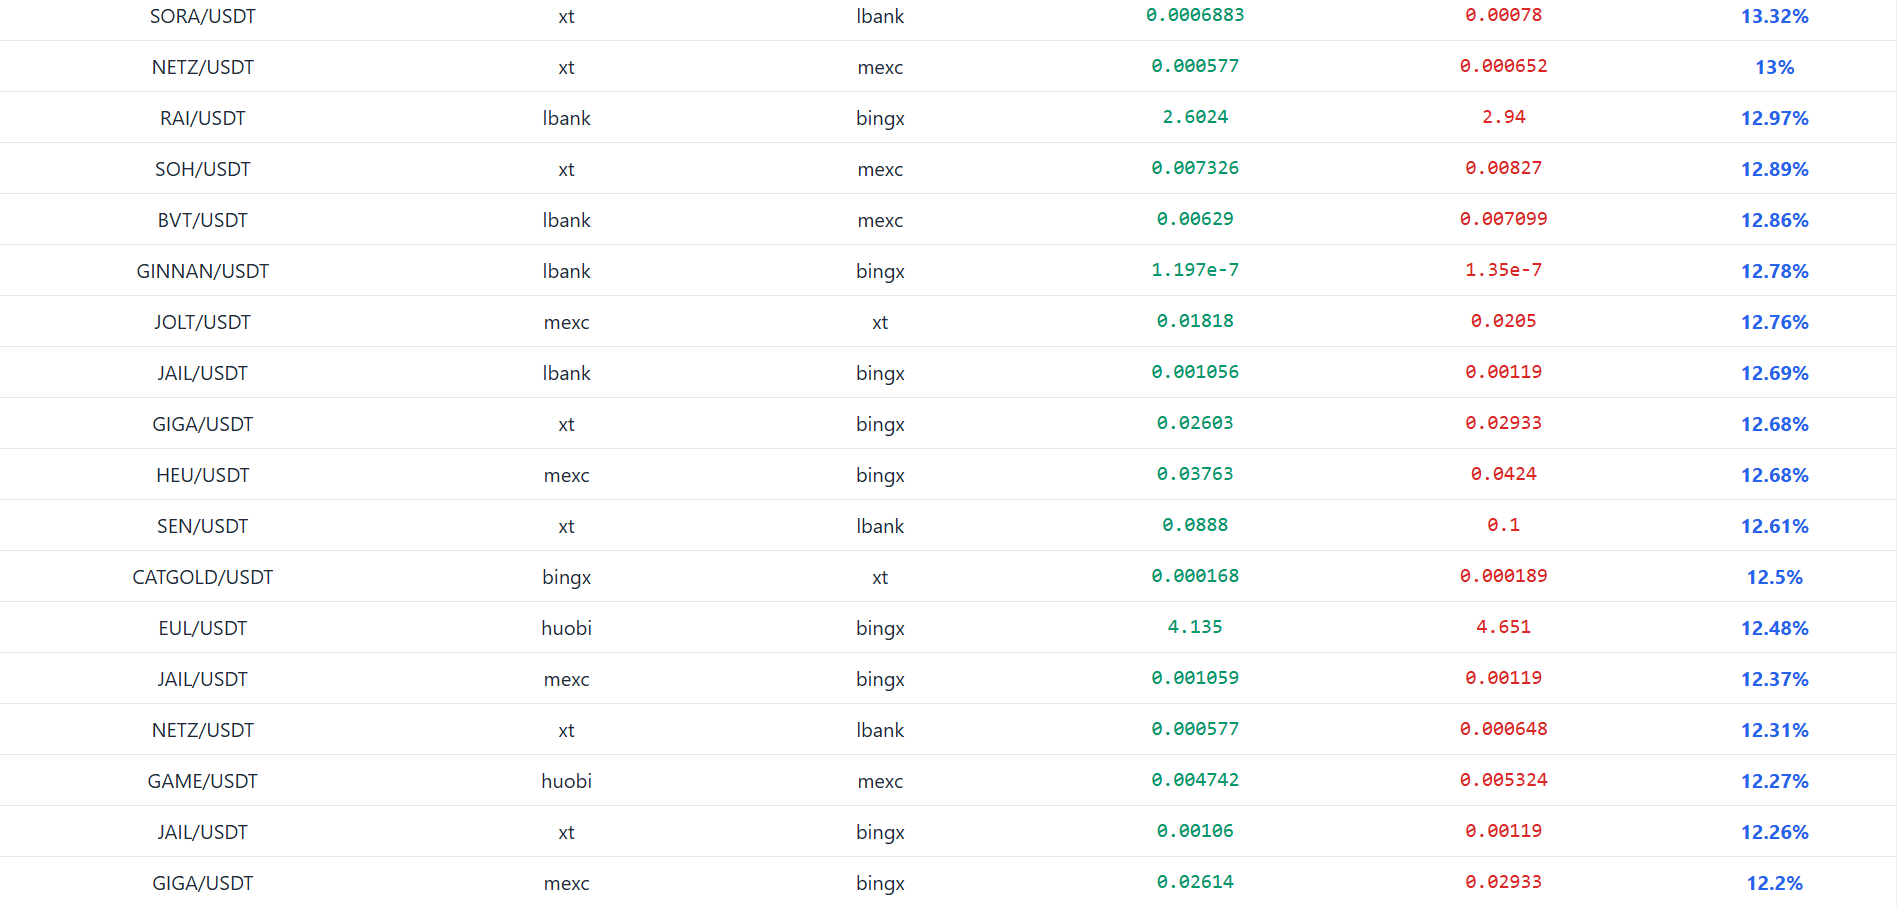 SORA/USDT xt lbank 0.0006883 0.00078 13.32%
NETZ/USDT xt mexc 0.000577 0.000652 13%
RAI/USDT lbank bingx 2.6024 2.94 12.97%
SOH/USDT xt mexc 0.007326 0.00827 12.89%
BVT/USDT lbank mexc 0.00629 0.007099 12.86%
GINNAN/USDT lbank bingx 1.197e-7 1.35e-7 12.78%
JOLT/USDT mexc xt 0.01818 0.0205 12.76%
JAIL/USDT lbank bingx 0.001056 0.00119 12.69%
GIGA/USDT xt bingx 0.02603 0.02933 12.68%
HEU/USDT mexc bingx 0.03763 0.0424 12.68%
SEN/USDT xt lbank 0.0888 0.1 12.61%
CATGOLD/USDT bingx xt 0.000168 0.000189 12.5%
EUL/USDT huobi bingx 4.135 4.651 12.48%
JAIL/USDT mexc bingx 0.001059 0.00119 12.37%
NETZ/USDT xt lbank 0.000577 0.000648 12.31%
GAME/USDT huobi mexc 0.004742 0.005324 12.27%
JAIL/USDT xt bingx 0.00106 0.00119 12.26%
GIGA/USDT mexc bingx 0.02614 0.02933 12.2%